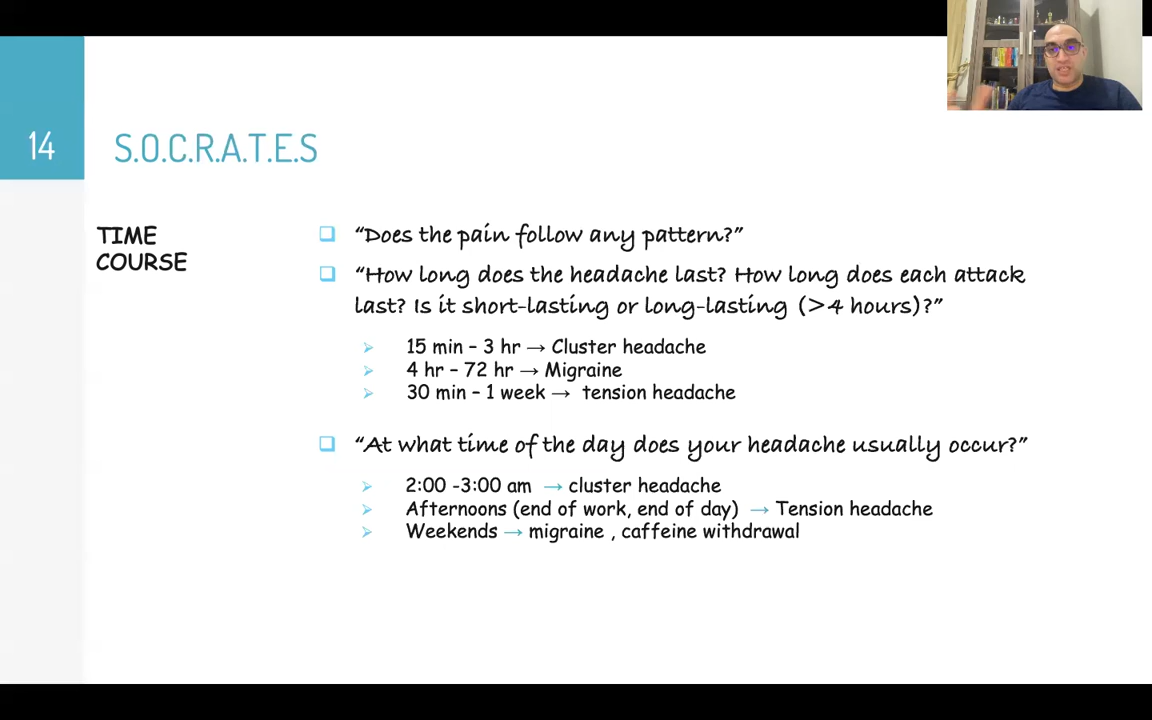 14
S.O.C.R.A.T.E.S
TIME
COURSE
“Does the pain follow any pattern?”
“How long does the headache last? How long does each attack
last? Is it short-lasting or long-lasting (>4 hours)?”
15 min – 3 hr → Cluster headache
4 hr – 72 hr → Migraine
30 min – 1 week → tension headache
“At what time of the day does your headache usually occur?”
2:00 -3:00 am → cluster headache
Afternoons (end of work, end of day) → Tension headache
Weekends → migraine , caffeine withdrawal